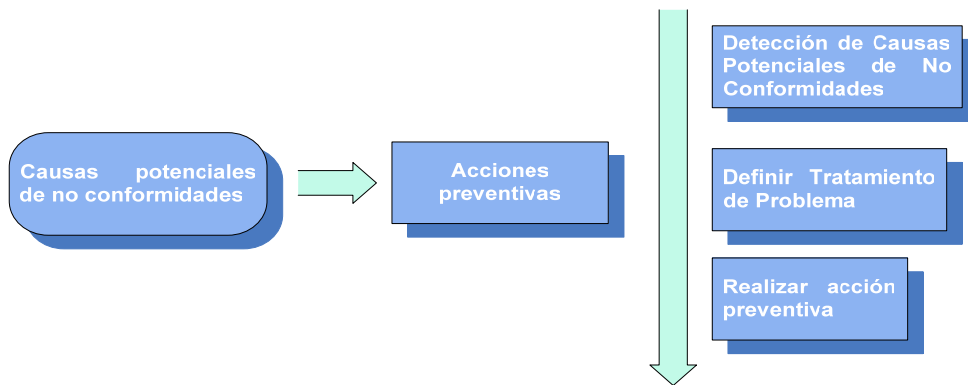 Causas potenciales
de no conformidades
Acciones
preventivas
Detección de Causas
Potenciales de No
Conformidades
Definir Tratamiento
de Problema
Realizar acción
preventiva